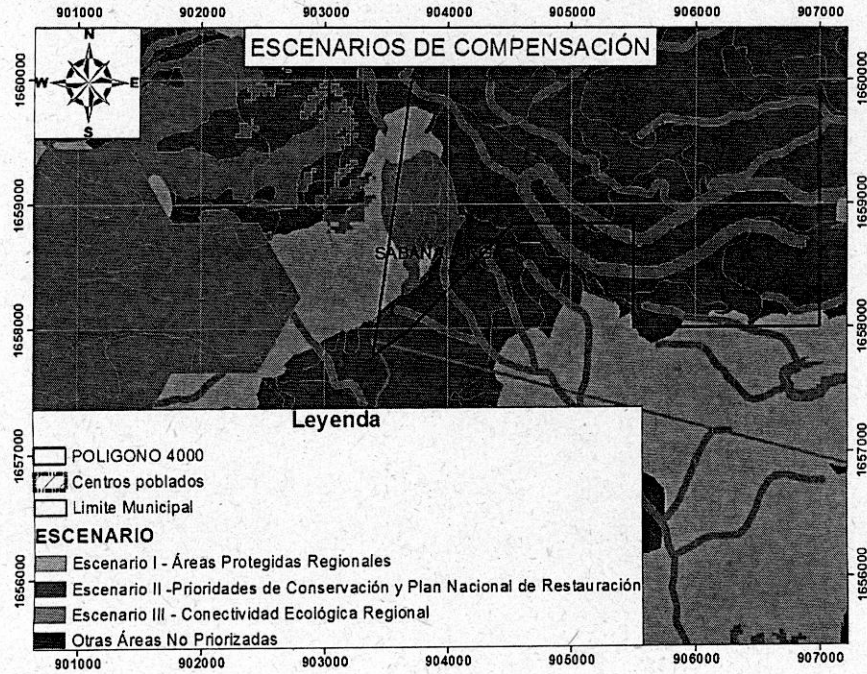 901000 902000 903000 904000 905000 906000 907000
ESCENARIOS DE COMPENSACIÓN
N
W E
S
1660000 1660000
1659000 1659000
1658000 1658000
1657000 1657000
1656000 1656000
Leyenda
POLIGONO 4000
Centros poblados
Limite Municipal
ESCENARIO
Escenario I - Áreas Protegidas Regionales
Escenario II -Prioridades de Conservación y Plan Nacional de Restauración
Escenario III - Conectividad Ecológica Regional
Otras Áreas No Priorizadas
901000 902000 903000 904000 905000 906000 907000